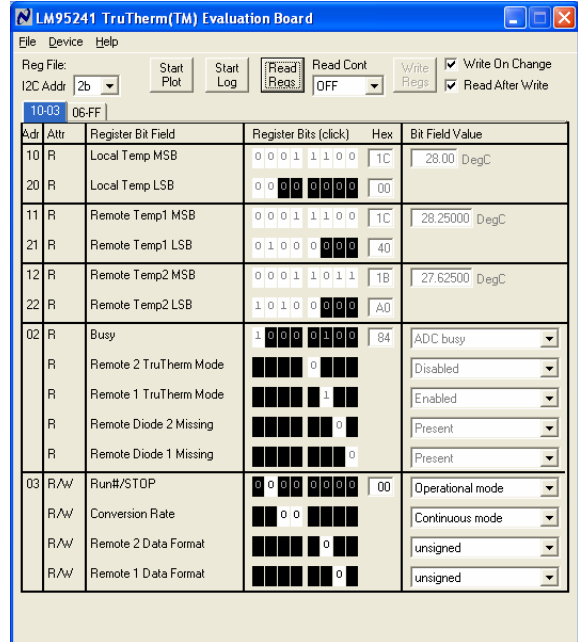 LM95241 TruTherm(TM) Evaluation Board
File Device Help
Reg File:
I2C Addr 2b
Start Plot
Start Log
Read Regs
Read Cont
OFF
Write Regs
Write On Change
Read After Write
10-03 06-FF
Adr Attr Register Bit Field Register Bits (click) Hex Bit Field Value
10 R Local Temp MSB 0 0 0 1 1 1 0 0 1C 28.00 DegC
20 R Local Temp LSB 0 0 0 0 0 0 0 0 00
11 R Remote Temp1 MSB 0 0 0 1 1 1 0 0 1C 28.25000 DegC
21 R Remote Temp1 LSB 0 1 0 0 0 0 0 0 40
12 R Remote Temp2 MSB 0 0 0 1 1 0 1 1 1B 27.62500 DegC
22 R Remote Temp2 LSB 1 0 1 0 0 0 0 0 A0
02 R Busy 1 0 0 0 0 1 0 0 84 ADC busy
R Remote 2 TruTherm Mode 0 Disabled
R Remote 1 TruTherm Mode 1 Enabled
R Remote Diode 2 Missing 0 Present
R Remote Diode 1 Missing 0 Present
03 R/W Run#/STOP 0 0 0 0 0 0 0 0 00 Operational mode
R/W Conversion Rate 0 0 Continuous mode
R/W Remote 2 Data Format 0 unsigned
R/W Remote 1 Data Format 0 unsigned